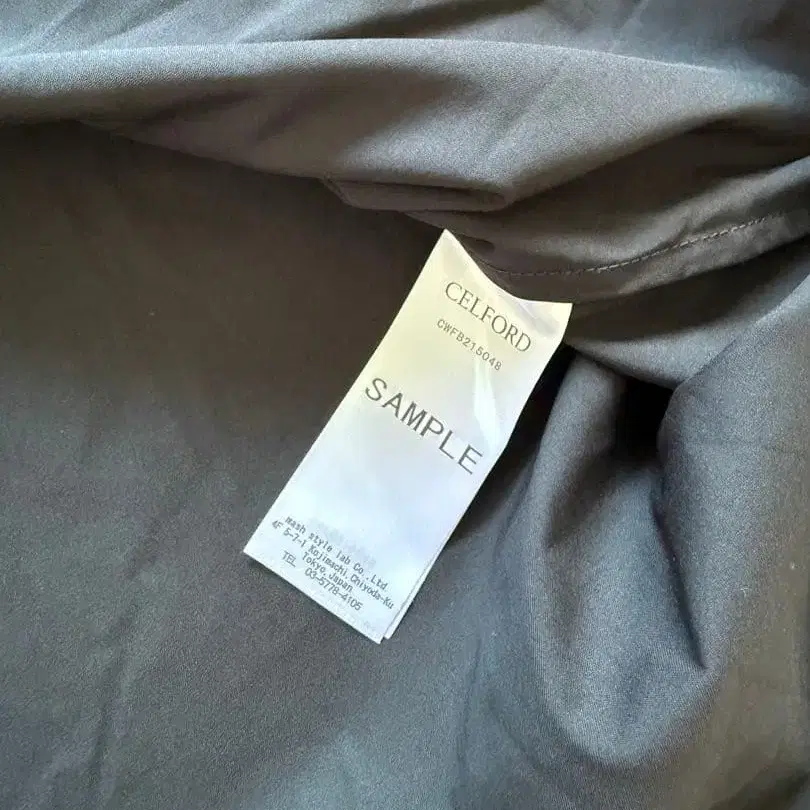 CELFORD
CWFB215048
SAMPLE
mash style lab Co.,Ltd
4F 5-7-1 Kojimachi,Chiyoda-Ku
Tokyo,Japan
TEL 03-5778-4105